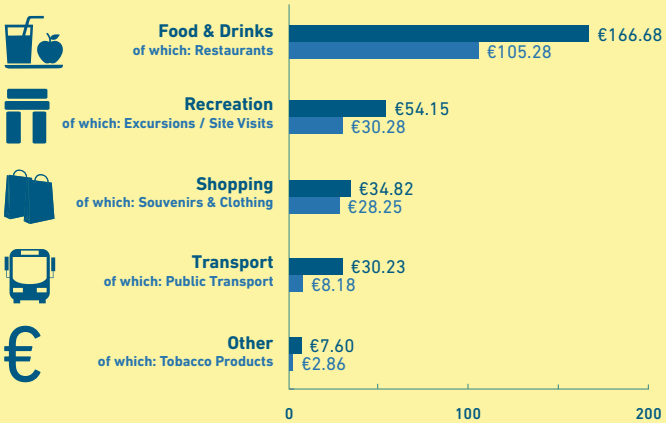 Food & Drinks
€166.68
of which: Restaurants
€105.28
Recreation
€54.15
of which: Excursions / Site Visits
€30.28
Shopping
€34.82
of which: Souvenirs & Clothing
€28.25
Transport
€30.23
of which: Public Transport
€8.18
€
Other
€7.60
of which: Tobacco Products
€2.86
0 100 200